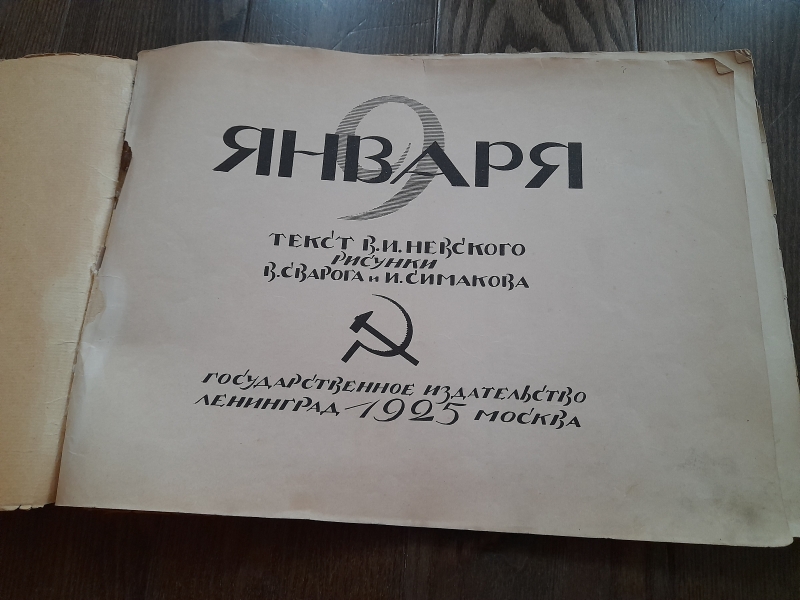 9
ЯНВАРЯ
ТЕКСТ В.И.НЕВСКОГО
РИСУНКИ
В.СВАРОГА и И.СИМАКОВА
ГОСУДАРСТВЕННОЕ ИЗДАТЕЛЬСТВО
ЛЕНИНГРАД 1925 МОСКВА